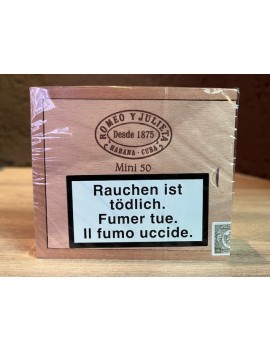 ROMEO Y JULIETA
Desde 1875
HABANA · CUBA
Mini 50
Rauchen ist
tödlich.
Fumer tue.
Il fumo uccide.